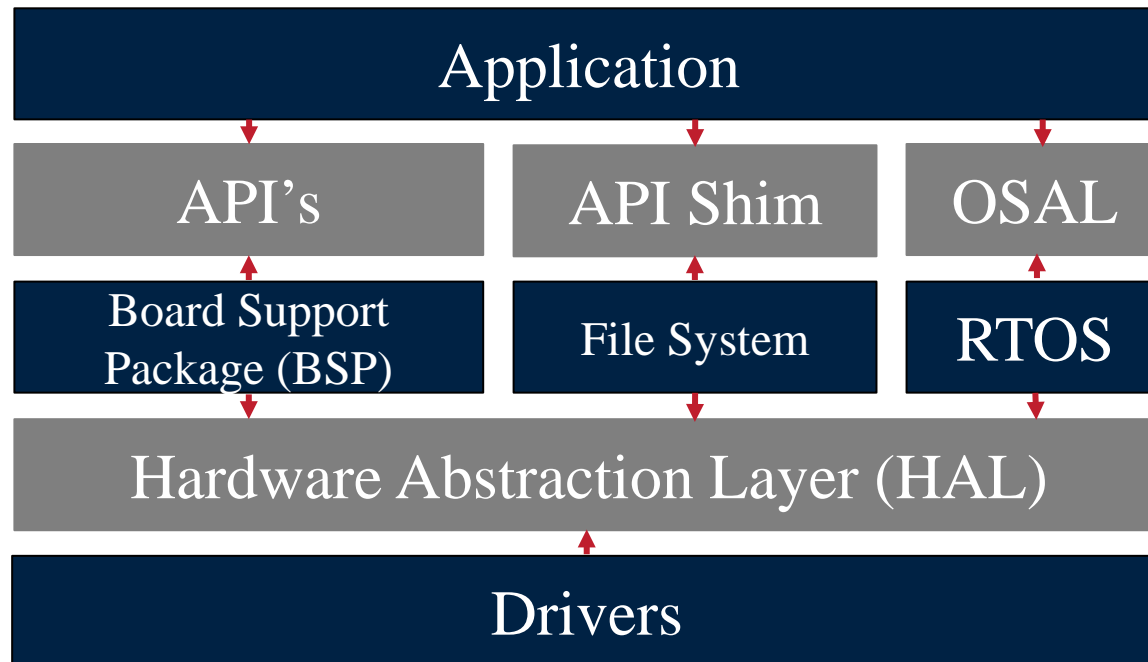 Application
API’s
API Shim
OSAL
Board Support
Package (BSP)
File System
RTOS
Hardware Abstraction Layer (HAL)
Drivers